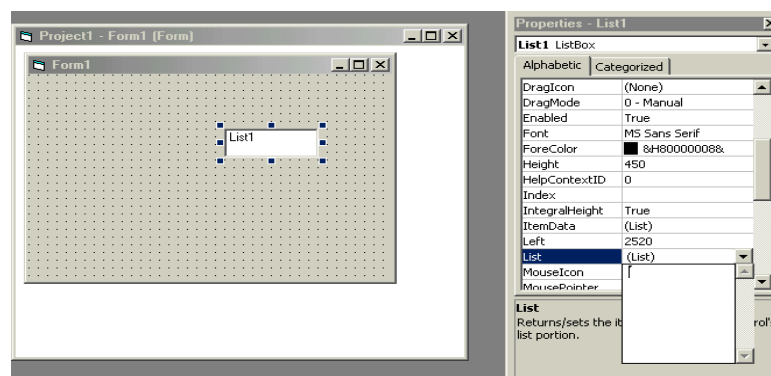 Project1 - Form1 (Form)
Form1
List1
Properties - List1
List1 ListBox
Alphabetic Categorized
DragIcon (None)
DragMode 0 - Manual
Enabled True
Font MS Sans Serif
ForeColor &H80000008&
Height 450
HelpContextID 0
Index
IntegralHeight True
ItemData (List)
Left 2520
List (List)
MouseIcon
MousePointer
List
Returns/sets the
list portion.